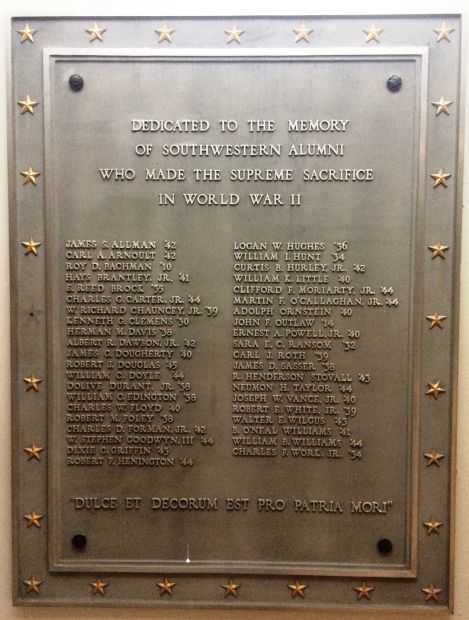 DEDICATED TO THE MEMORY
OF SOUTHWESTERN ALUMNI
WHO MADE THE SUPREME SACRIFICE
IN WORLD WAR II
JAMES S. ALLMAN '42
CARL A. ARNOULT '42
ROY D. BACHMAN '10
HAYS BRANTLEY, JR. '41
E. REED BROCK '35
CHARLES G. CARTER, JR. '44
W. RICHARD CHAUNCEY, JR. '39
KENNETH C. CLEMENS '30
HERMAN M. DAVIS '38
ALBERT R. DAWSON, JR. '42
JAMES G. DOUGHERTY '40
ROBERT J. DOUGLAS '45
WILLIAM C. DOYLE '44
DOLIVE DURANT, JR. '38
WILLIAM C. EDINGTON '38
CHARLES W. FLOYD '40
ROBERT M. FOLEY '38
CHARLES D. FORMAN, JR. '42
W. STEPHEN GOODWYN, III '44
DIXIE C. GRIFFIN '45
ROBERT F. HENINGTON '44
LOGAN W. HUGHES '36
WILLIAM I. HUNT '34
CURTIS B. HURLEY, JR. '42
WILLIAM K. LITTLE '40
CLIFFORD F. MORIARTY, JR. '44
MARTIN F. O'CALLAGHAN, JR. '44
ADOLPH ORNSTEIN '40
JOHN F. OUTLAW '34
ERNEST A. POWELL, JR. '40
SARA E. C. RANSOM '32
CARL J. ROTH '39
JAMES D. SASSER '38
R. HENDERSON STOVALL '43
NEUMON H. TAYLOR '44
JOSEPH W. VANCE, JR. '40
ROBERT E. WHITE, JR. '39
WALTER E. WILGUS '43
B. O'NEAL WILLIAMS '41
WILLIAM B. WILLIAMS '44
CHARLES F. WORL, JR. '34
"DULCE ET DECORUM EST PRO PATRIA MORI"